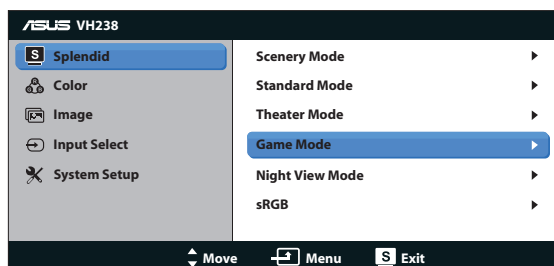 ASUS VH238
S Splendid
Color
Image
Input Select
System Setup
Scenery Mode
Standard Mode
Theater Mode
Game Mode
Night View Mode
sRGB
Move Menu S Exit